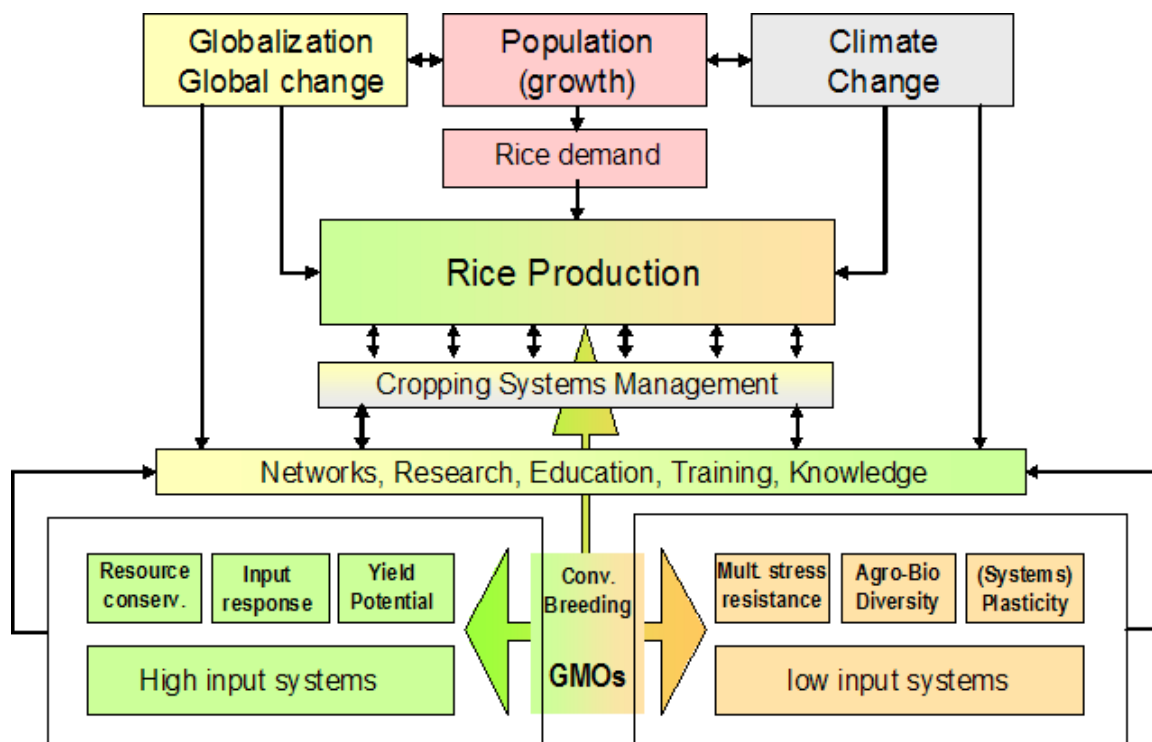 Globalization
Global change
Population
(growth)
Climate
Change
Rice demand
Rice Production
Cropping Systems Management
Networks, Research, Education, Training, Knowledge
Resource
conserv.
Input
response
Yield
Potential
High input systems
Conv.
Breeding
GMOs
Mult. stress
resistance
Agro-Bio
Diversity
(Systems)
Plasticity
low input systems